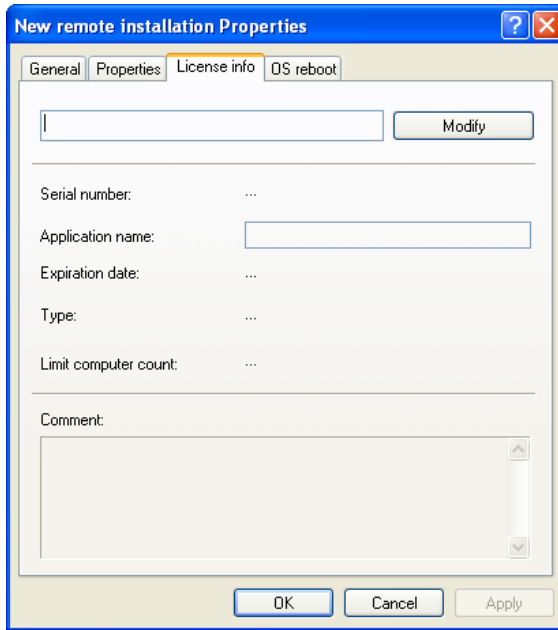 New remote installation Properties
General Properties License info OS reboot
Modify
Serial number: ...
Application name:
Expiration date: ...
Type: ...
Limit computer count: ...
Comment:
OK Cancel Apply